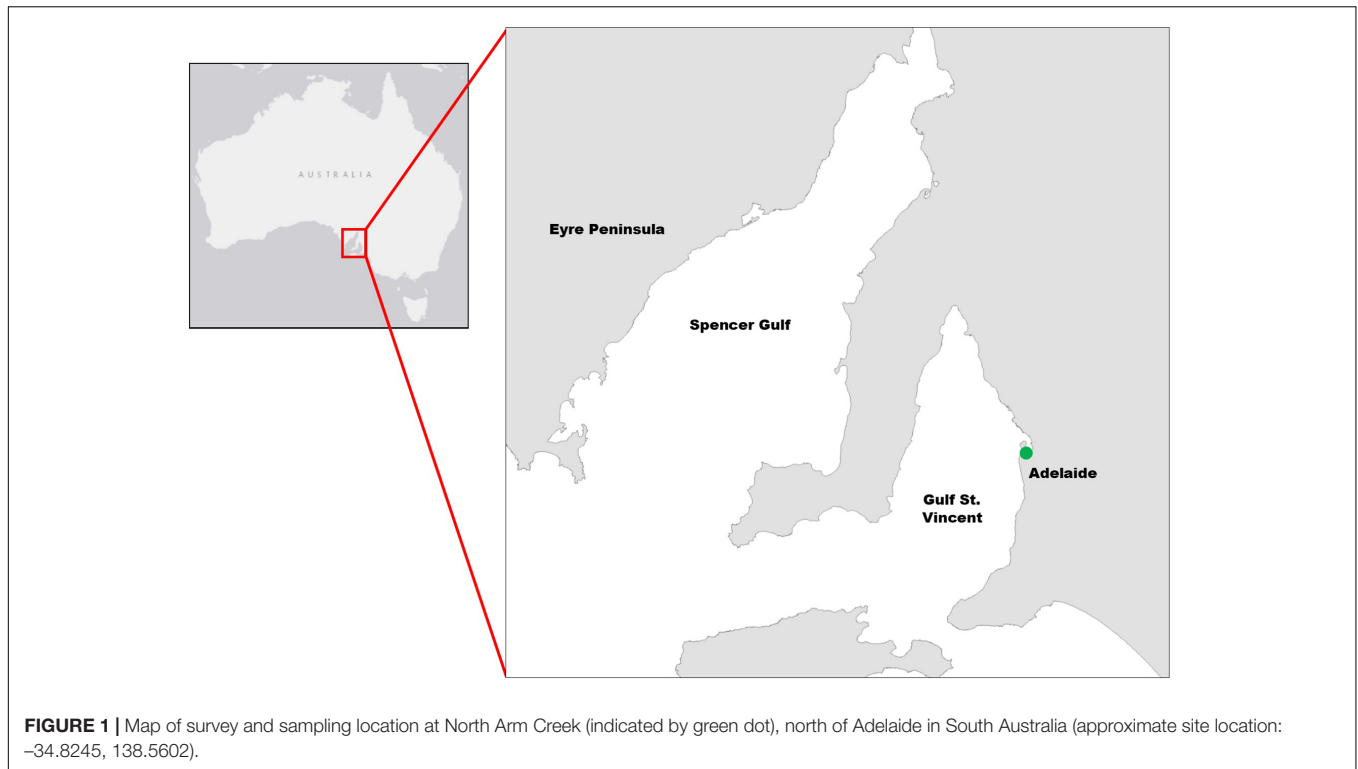 AUSTRALIA
Eyre Peninsula
Spencer Gulf
Adelaide
Gulf St.
Vincent
FIGURE 1 | Map of survey and sampling location at North Arm Creek (indicated by green dot), north of Adelaide in South Australia (approximate site location:
–34.8245, 138.5602).